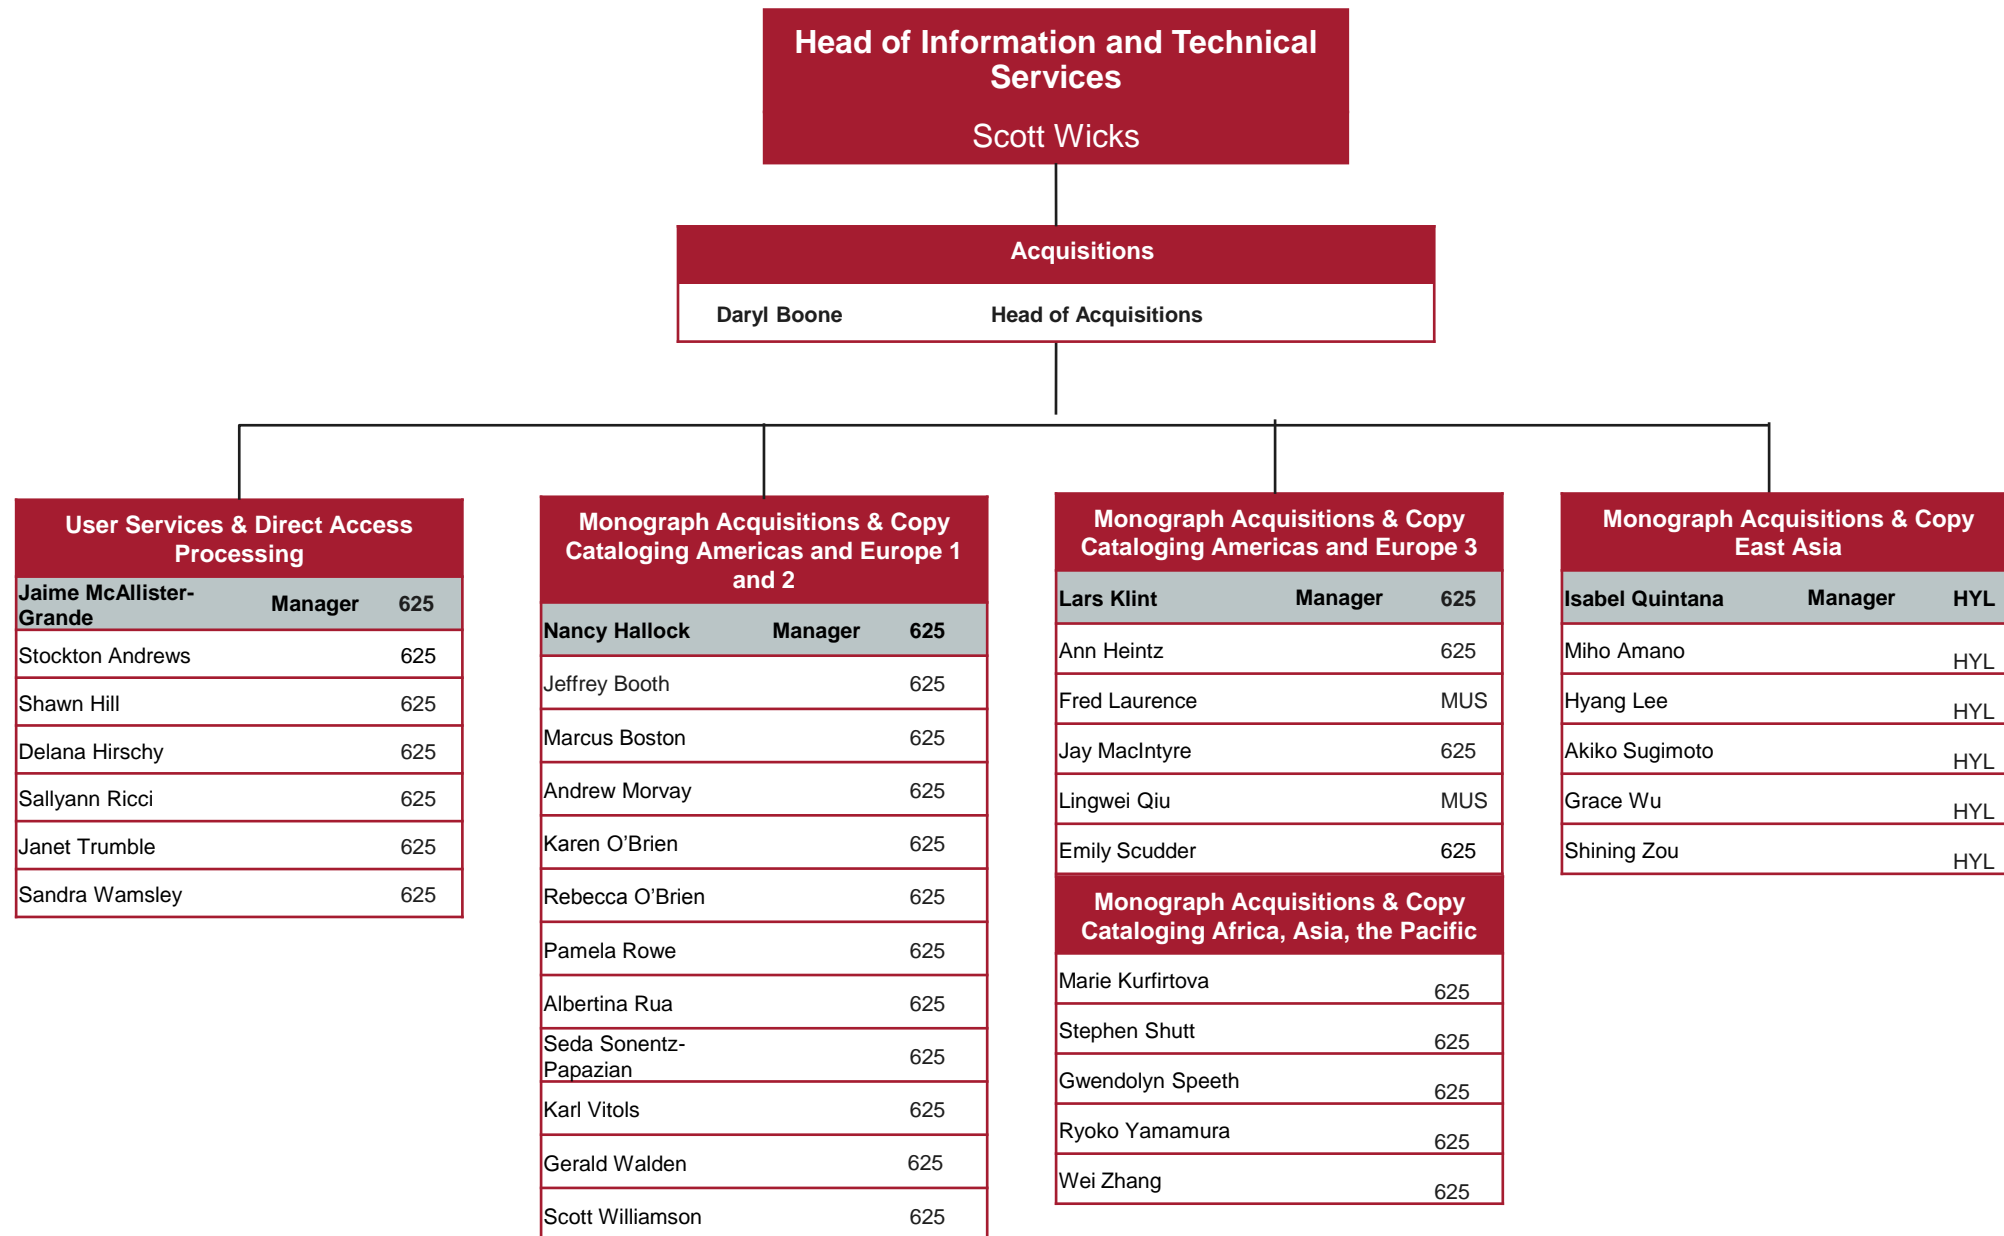 Head of Information and Technical
Services
Scott Wicks
Acquisitions
Daryl Boone Head of Acquisitions
User Services & Direct Access
Processing
Jaime McAllister-
Grande Manager 625
Stockton Andrews 625
Shawn Hill 625
Delana Hirschy 625
Sallyann Ricci 625
Janet Trumble 625
Sandra Wamsley 625
Monograph Acquisitions & Copy
Cataloging Americas and Europe 1
and 2
Nancy Hallock Manager 625
Jeffrey Booth 625
Marcus Boston 625
Andrew Morvay 625
Karen O’Brien 625
Rebecca O’Brien 625
Pamela Rowe 625
Albertina Rua 625
Seda Sonentz-
Papazian 625
Karl Vitols 625
Gerald Walden 625
Scott Williamson 625
Monograph Acquisitions & Copy
Cataloging Americas and Europe 3
Lars Klint Manager 625
Ann Heintz 625
Fred Laurence MUS
Jay MacIntyre 625
Lingwei Qiu MUS
Emily Scudder 625
Monograph Acquisitions & Copy
Cataloging Africa, Asia, the Pacific
Marie Kurfirtova 625
Stephen Shutt 625
Gwendolyn Speeth 625
Ryoko Yamamura 625
Wei Zhang 625
Monograph Acquisitions & Copy
East Asia
Isabel Quintana Manager HYL
Miho Amano HYL
Hyang Lee HYL
Akiko Sugimoto HYL
Grace Wu HYL
Shining Zou HYL